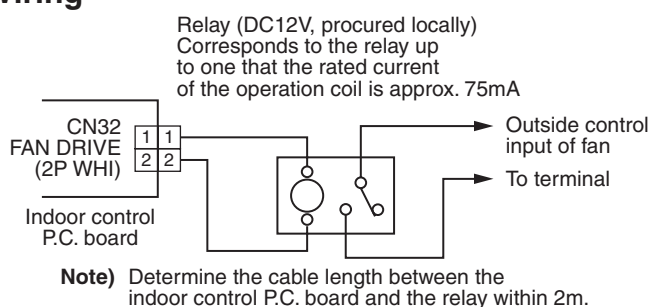 Relay (DC12V, procured locally)
Corresponds to the relay up
to one that the rated current
of the operation coil is approx. 75mA
CN32
FAN DRIVE
(2P WHI)
1 1
2 2
Outside control
input of fan
To terminal
Indoor control
P.C. board
Note) Determine the cable length between the
indoor control P.C. board and the relay within 2m.